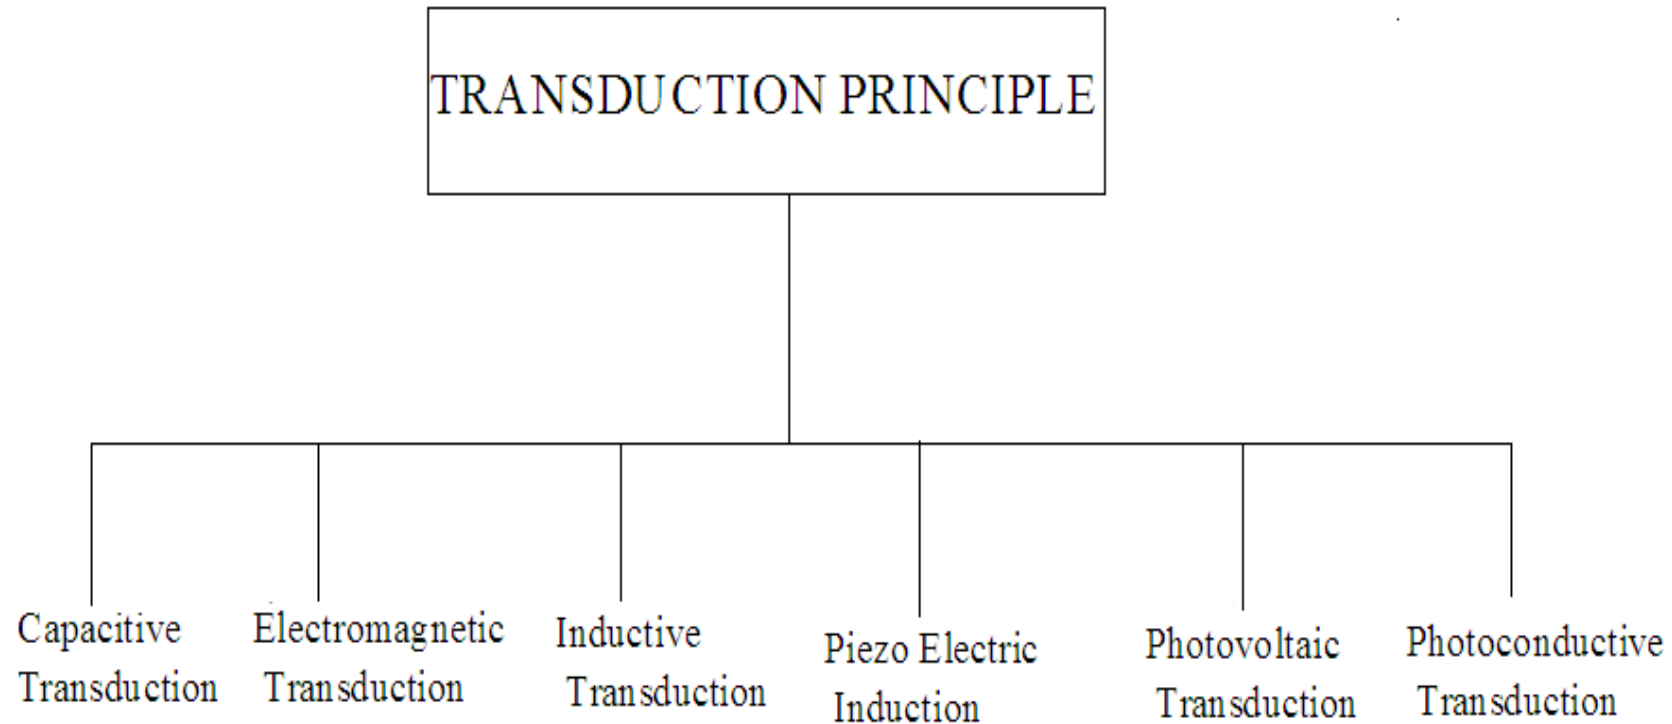 TRANSDUCTION PRINCIPLE
Capacitive
Transduction
Electromagnetic
Transduction
Inductive
Transduction
Piezo Electric
Induction
Photovoltaic
Transduction
Photoconductive
Transduction